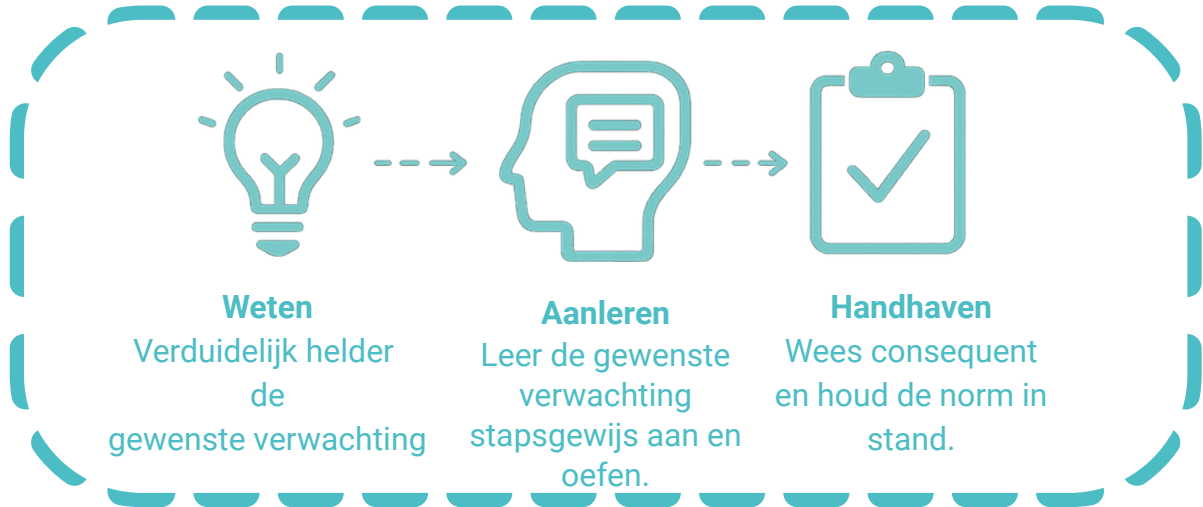 Weten
Verduidelijk helder
de
gewenste verwachting
Aanleren
Leer de gewenste
verwachting
stapsgewijs aan en
oefen.
Handhaven
Wees consequent
en houd de norm in
stand.